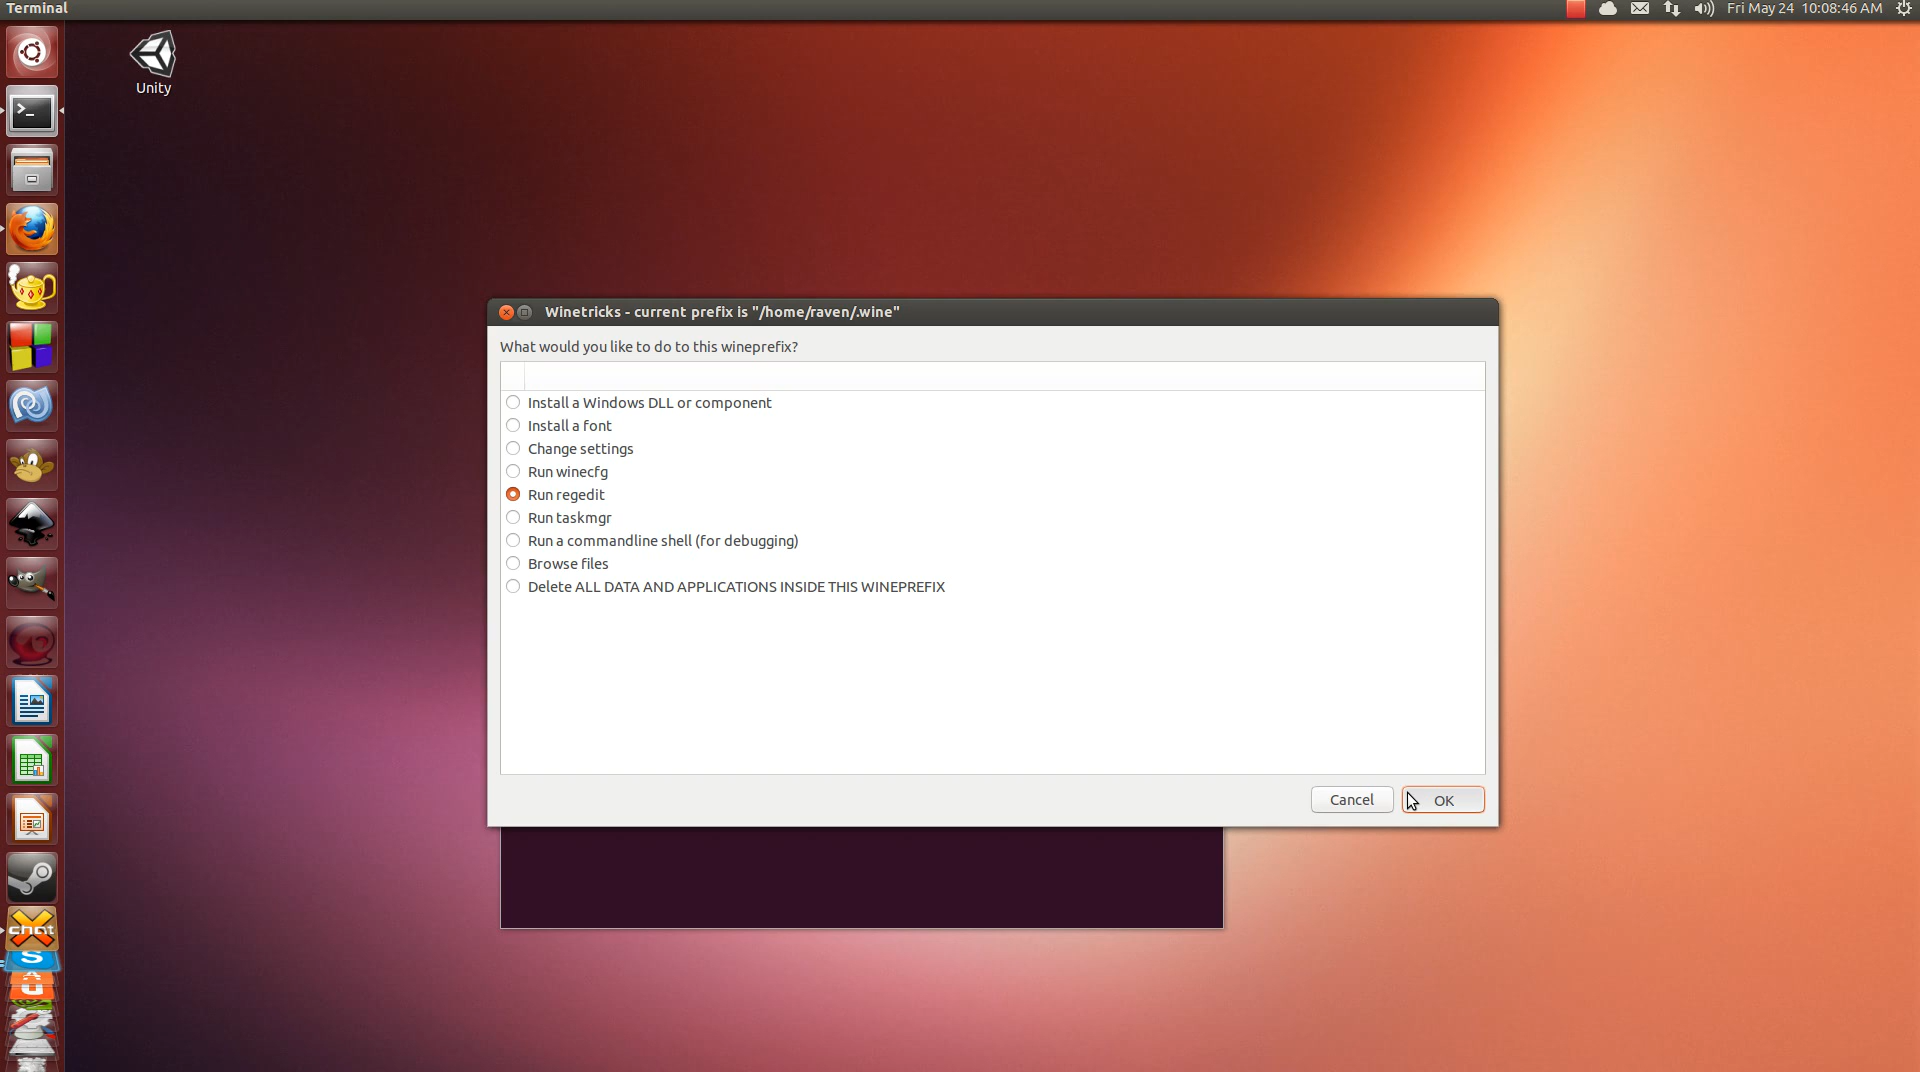 Terminal
Fri May 24 10:08:46 AM
Unity
Winetricks - current prefix is "/home/raven/.wine"
What would you like to do to this wineprefix?
Install a Windows DLL or component
Install a font
Change settings
Run winecfg
Run regedit
Run taskmgr
Run a commandline shell (for debugging)
Browse files
Delete ALL DATA AND APPLICATIONS INSIDE THIS WINEPREFIX
Cancel
OK
chat
S